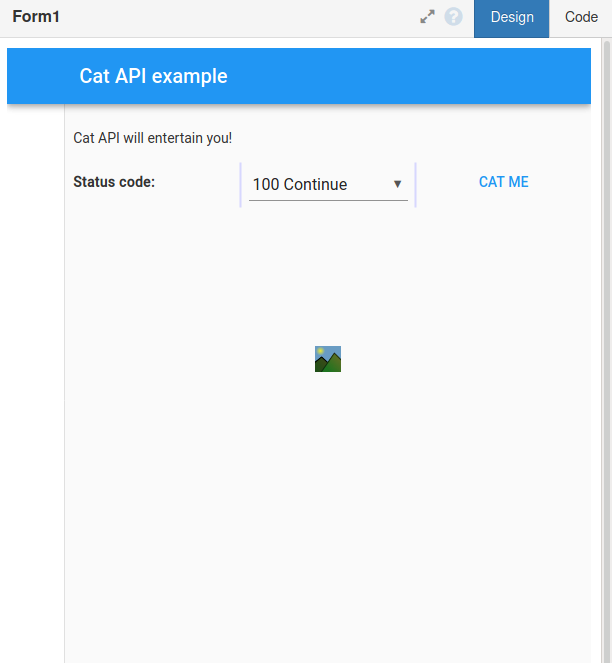 Form1 ? Design Code
Cat API example
Cat API will entertain you!
Status code: 100 Continue CAT ME